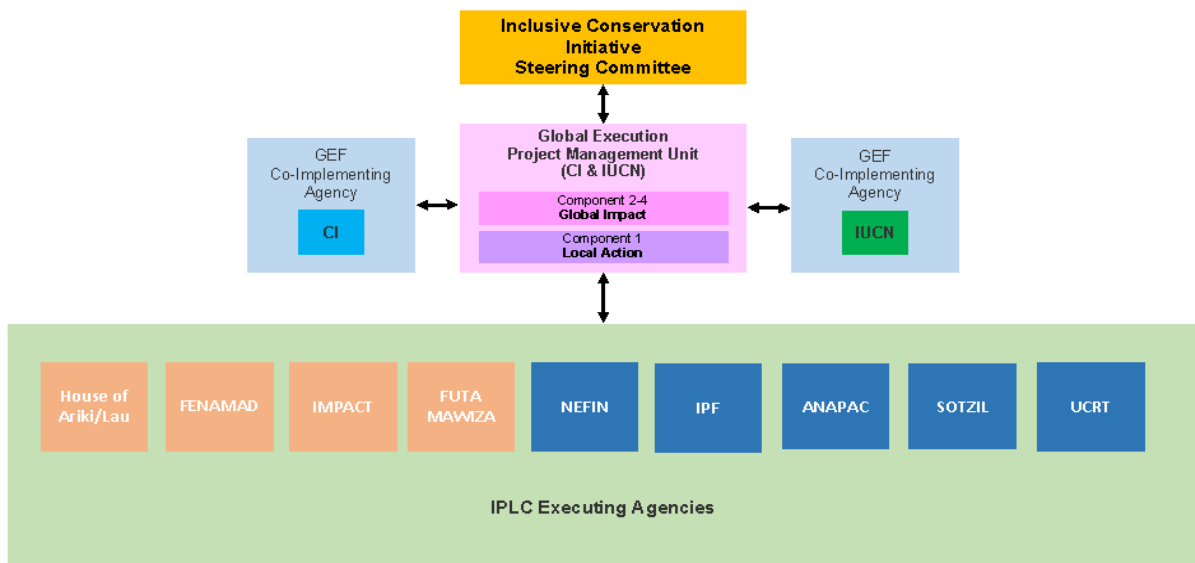 Inclusive Conservation
Initiative
Steering Committee
GEF
Co-Implementing
Agency
CI
Global Execution
Project Management Unit
(CI & IUCN)
Component 2-4
Global Impact
Component 1
Local Action
GEF
Co-Implementing
Agency
IUCN
House of
Ariki/Lau
FENAMAD
IMPACT
FUTA
MAWIZA
NEFIN
IPF
ANAPAC
SOTZIL
UCRT
IPLC Executing Agencies